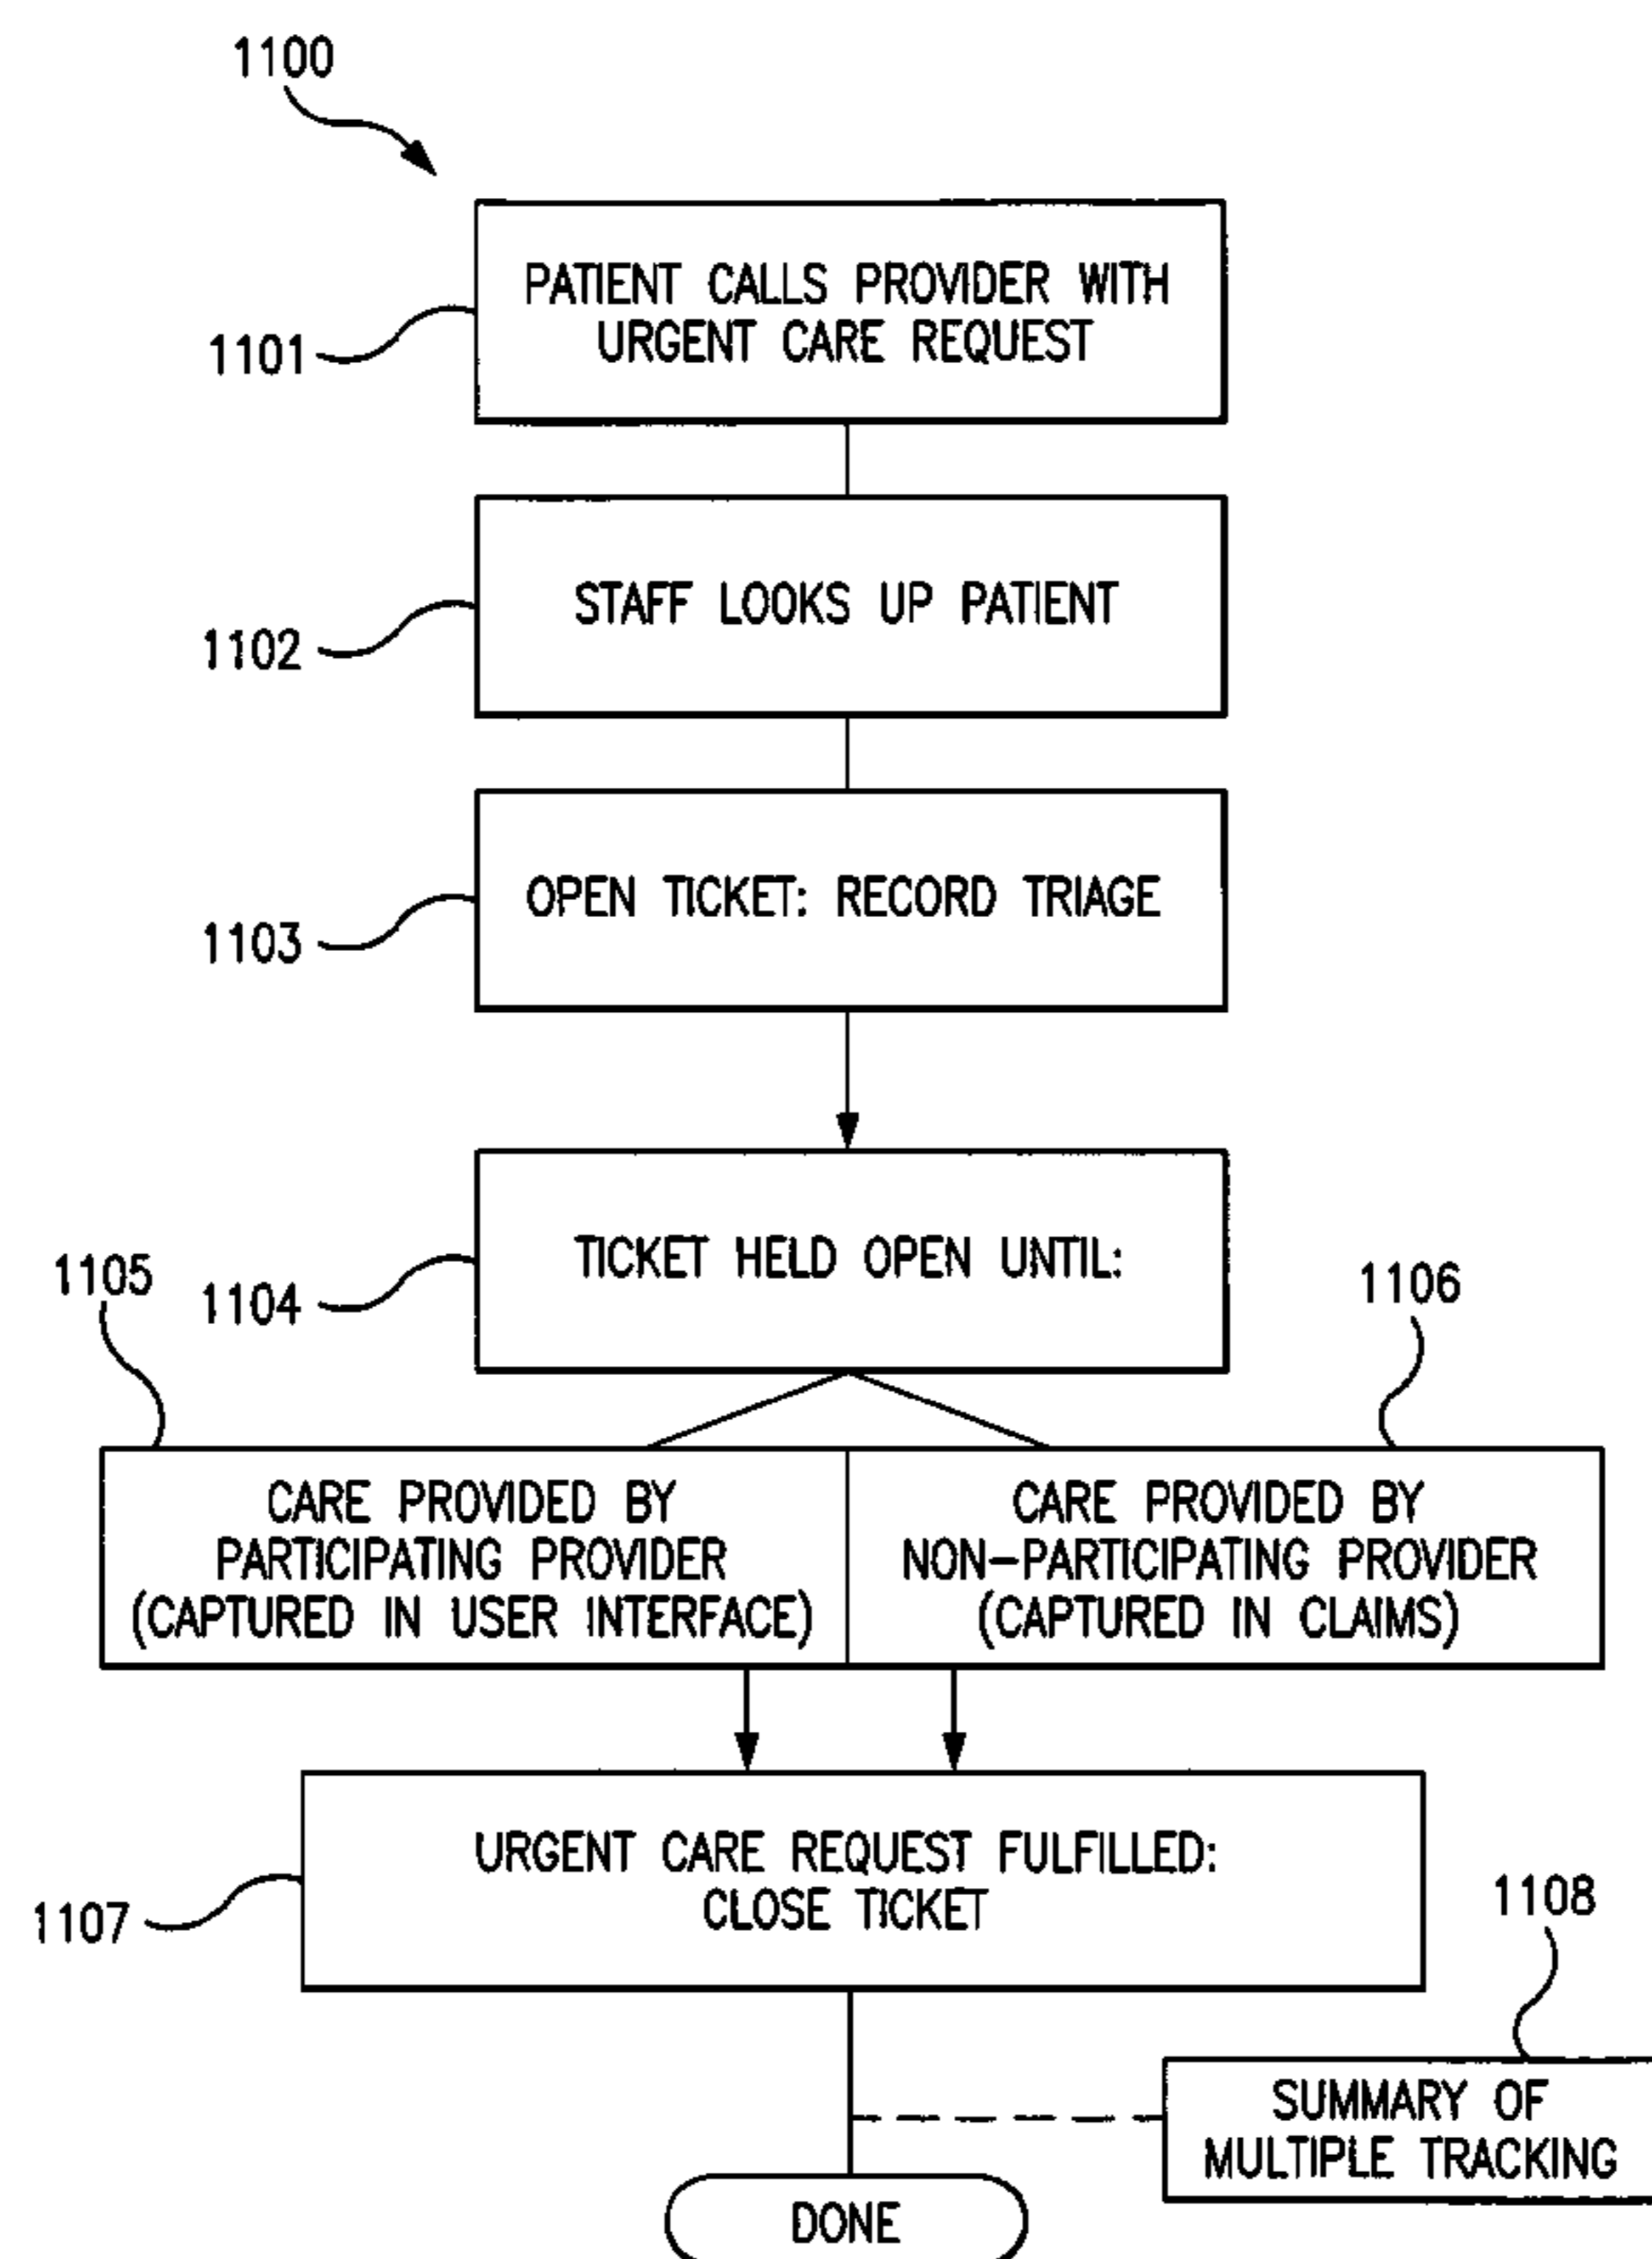 1100
PATIENT CALLS PROVIDER WITH
URGENT CARE REQUEST
1101
STAFF LOOKS UP PATIENT
1102
OPEN TICKET: RECORD TRIAGE
1103
TICKET HELD OPEN UNTIL:
1104
1105
1106
CARE PROVIDED BY
PARTICIPATING PROVIDER
(CAPTURED IN USER INTERFACE)
CARE PROVIDED BY
NON-PARTICIPATING PROVIDER
(CAPTURED IN CLAIMS)
URGENT CARE REQUEST FULFILLED:
CLOSE TICKET
1107
1108
SUMMARY OF
MULTIPLE TRACKING
DONE